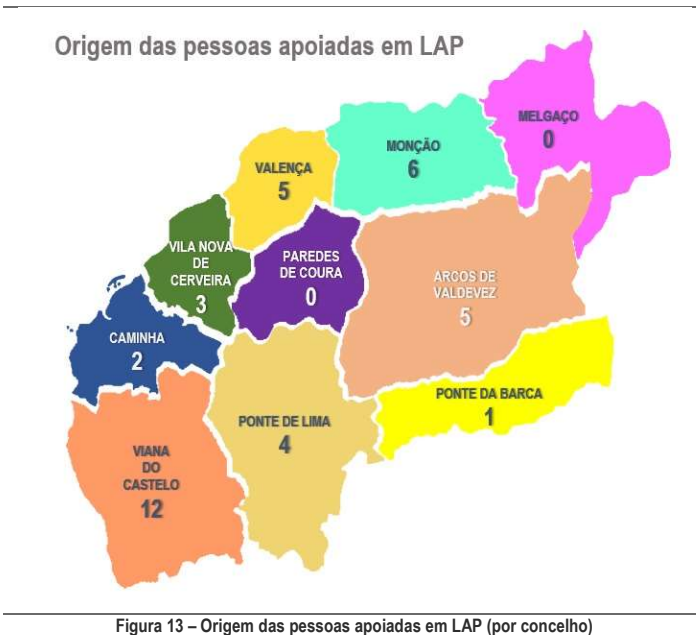 Origem das pessoas apoiadas em LAP
MELGAÇO
0
MONÇÃO
6
VALENÇA
5
VILA NOVA
DE
CERVEIRA
3
PAREDES
DE COURA
0
ARCOS DE
VALDEVEZ
5
CAMINHA
2
PONTE DA BARCA
1
PONTE DE LIMA
4
VIANA
DO
CASTELO
12
Figura 13 – Origem das pessoas apoiadas em LAP (por concelho)